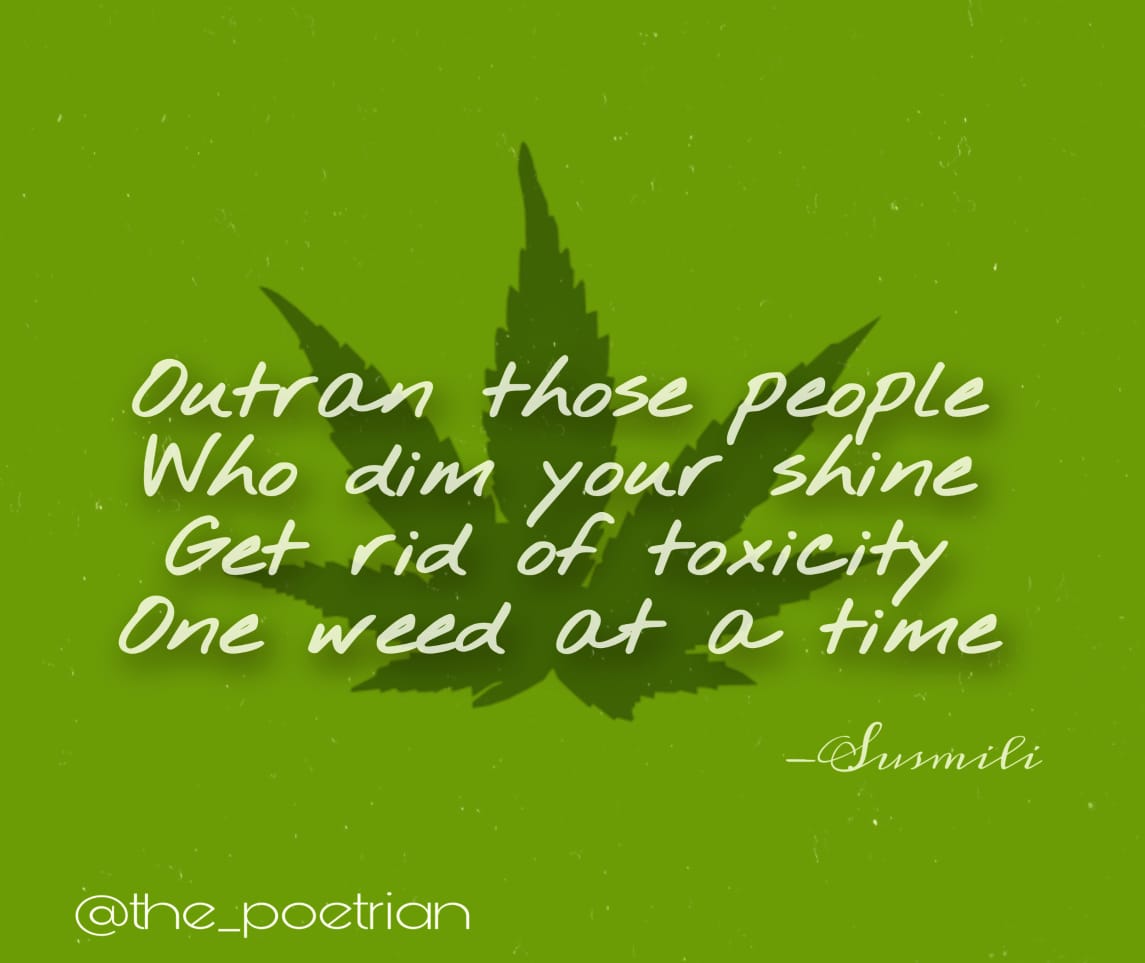 Outran those people
Who dim your shine
Get rid of toxicity
One weed at a time
-Susmili
@the_poetrian